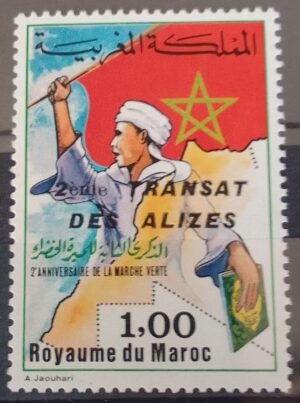 المملكة المغربية
2ème TRANSAT
DES ALIZES
الذكرى الثانية للمسيرة الخضراء
2e ANNIVERSAIRE DE LA MARCHE VERTE
1,00
Royaume du Maroc
A. Jaouhari